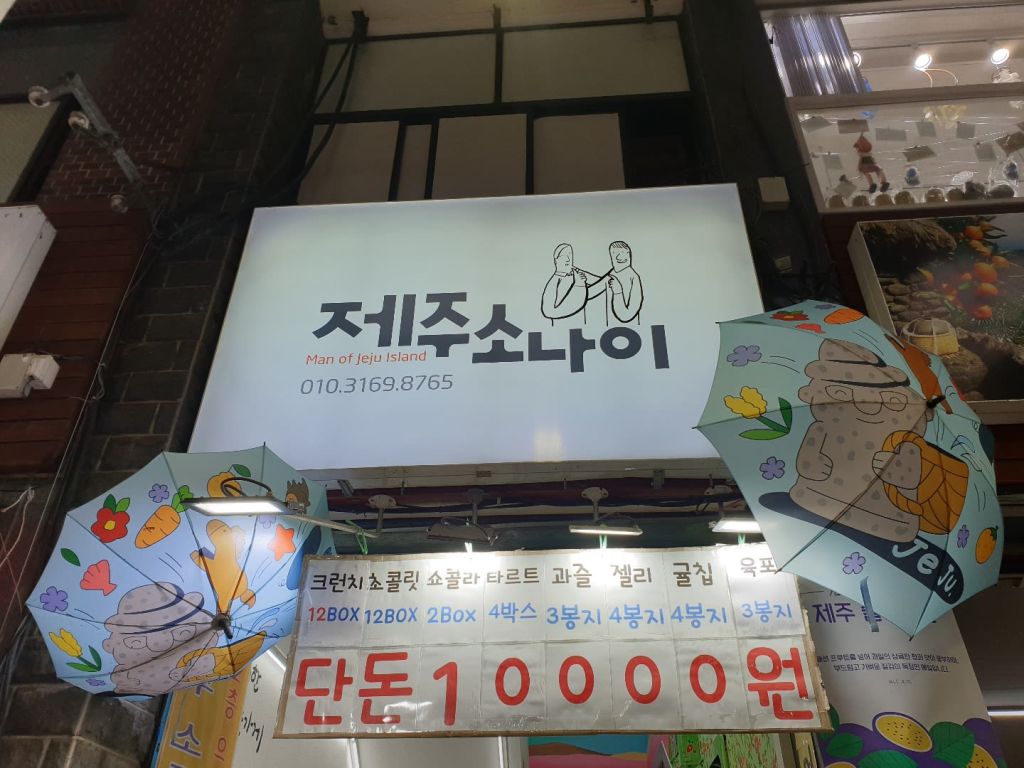 제주소나이
Man of Jeju Island
010.3169.8765
JeJu.
크런치 초콜릿 쇼콜라 타르트 과즐 젤리 귤칩 육포
12BOX 12BOX 2Box 4박스 3봉지 4봉지 4봉지 3봉지
단돈 10000원
제주